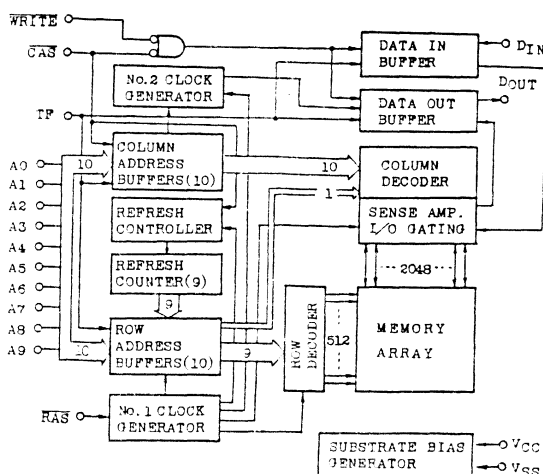 WRITE
CAS
DATA IN
BUFFER
DIN
No.2 CLOCK
GENERATOR
DOUT
DATA OUT
BUFFER
TF
COLUMN
ADDRESS
BUFFERS(10)
10
10
COLUMN
DECODER
1
A0
A1
A2
A3
A4
A5
A6
A7
A8
A9
REFRESH
CONTROLLER
SENSE AMP.
I/O GATING
REFRESH
COUNTER(9)
2048
9
ROW
ADDRESS
BUFFERS(10)
10
9
ROW
DECODER
512
MEMORY
ARRAY
RAS
No.1 CLOCK
GENERATOR
SUBSTRATE BIAS
GENERATOR
VCC
VSS